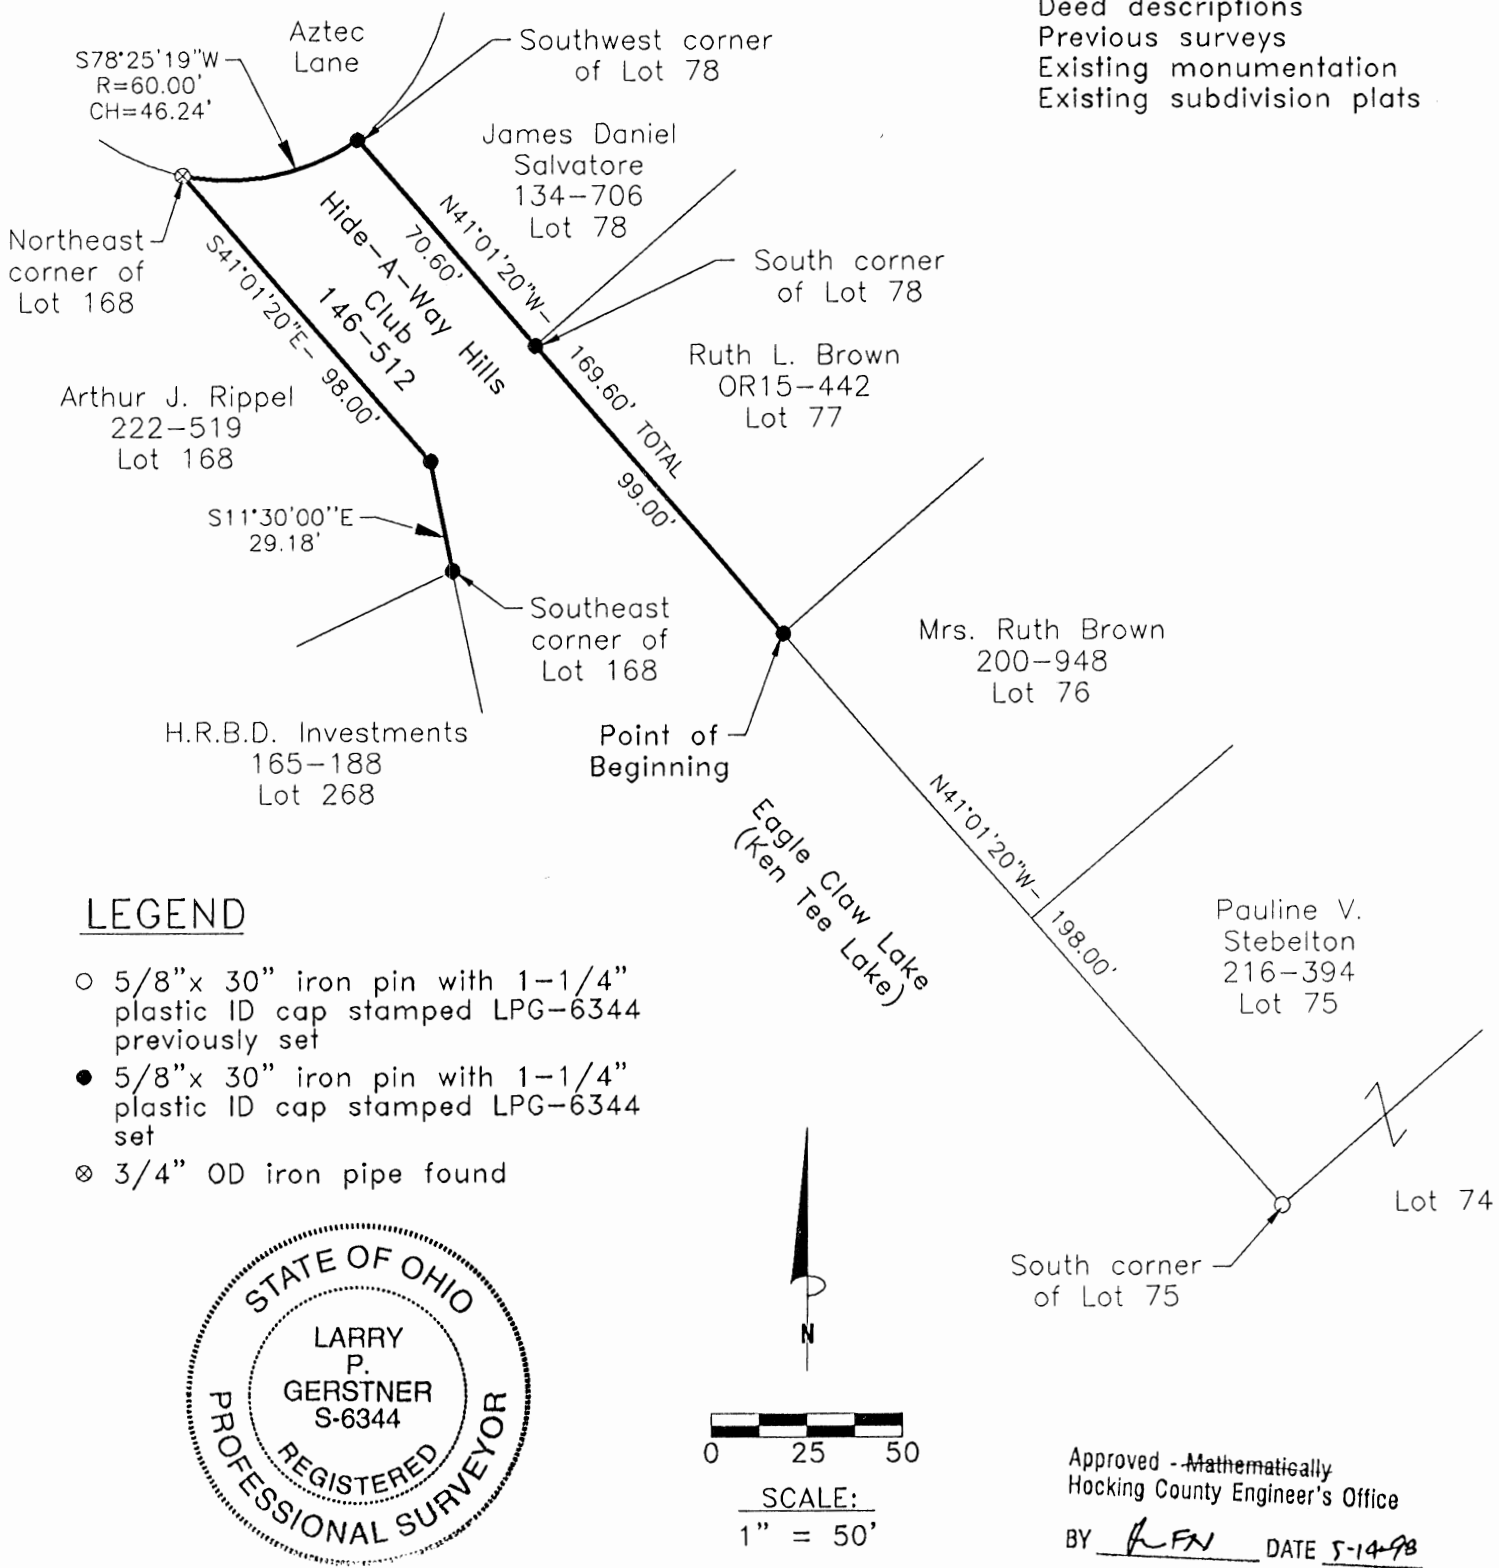 Deed descriptions
Previous surveys
Existing monumentation
Existing subdivision plats
Aztec
Lane
S78°25'19"W
R=60.00'
CH=46.24'
Southwest corner
of Lot 78
James Daniel
Salvatore
134-706
Lot 78
Northeast
corner of
Lot 168
Hide-A-Way Hills
Club
146-512
N41°01'20"W-
70.60'
169.60' TOTAL
99.00'
S41°01'20"E- 98.00'
South corner
of Lot 78
Ruth L. Brown
OR15-442
Lot 77
Arthur J. Rippel
222-519
Lot 168
S11°30'00"E
29.18'
Southeast
corner of
Lot 168
Mrs. Ruth Brown
200-948
Lot 76
H.R.B.D. Investments
165-188
Lot 268
Point of
Beginning
Eagle Claw Lake
(Ken Tee Lake)
N41°01'20"W- 198.00'
Pauline V.
Stebelton
216-394
Lot 75
Lot 74
South corner
of Lot 75
LEGEND
5/8"x 30" iron pin with 1-1/4"
plastic ID cap stamped LPG-6344
previously set
5/8"x 30" iron pin with 1-1/4"
plastic ID cap stamped LPG-6344
set
3/4" OD iron pipe found
STATE OF OHIO
LARRY
P.
GERSTNER
S-6344
REGISTERED
PROFESSIONAL SURVEYOR
N
0 25 50
SCALE:
1" = 50'
Approved - Mathematically
Hocking County Engineer's Office
BY DATE 5-14-98